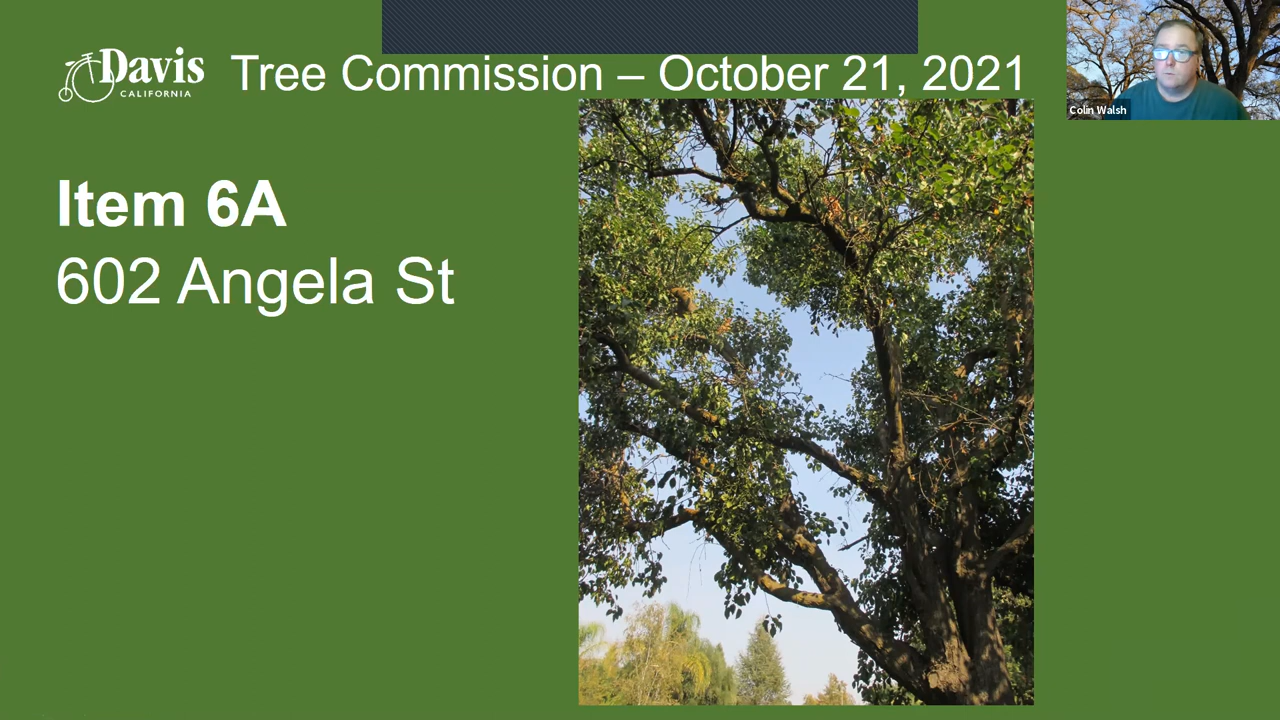 Davis
CALIFORNIA
Tree Commission – October 21, 2021
Colin Walsh
Item 6A
602 Angela St